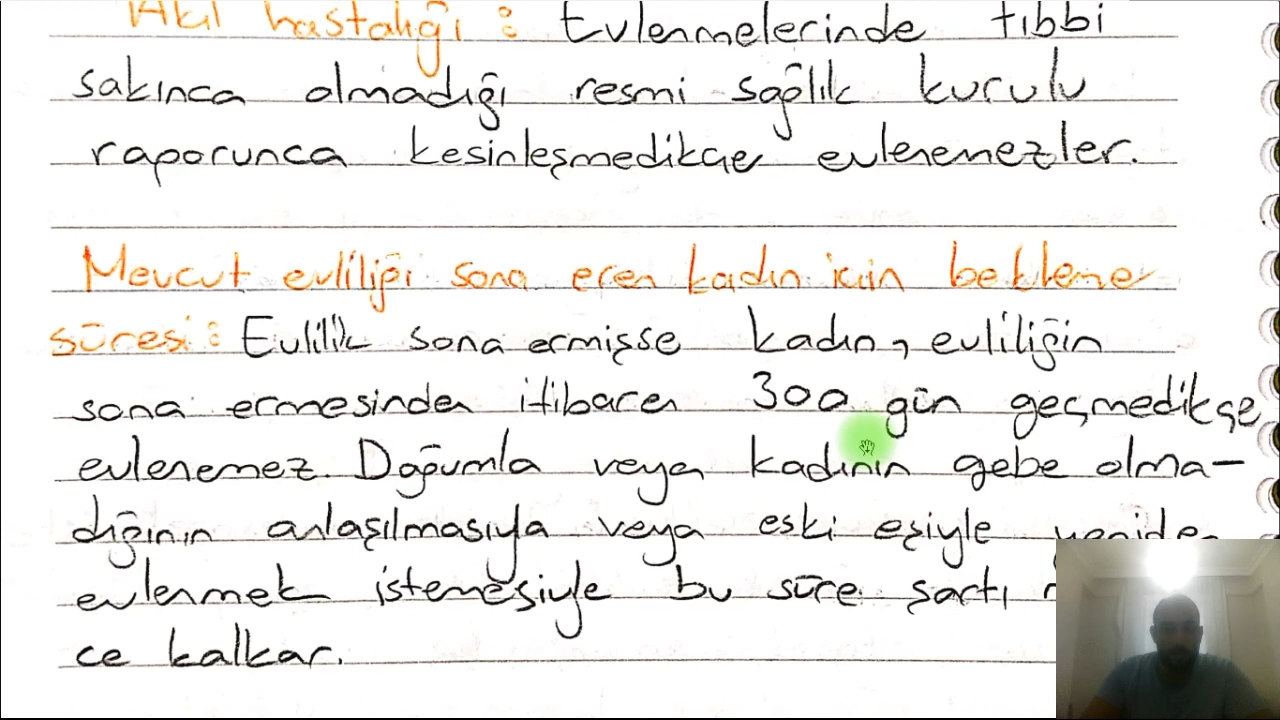 Akıl hastalığı : Evlenmelerinde tıbbi
sakınca olmadığı resmi sağlık kurulu
raporunca kesinleşmedikçe evlenemezler.
Mevcut evliliği sona eren kadın için bekleme
süresi : Evlilik sona ermişse kadın, evliliğin
sona ermesinden itibaren 300 gün geçmedikçe
evlenemez. Doğumla veya kadının gebe olma-
dığının anlaşılmasıyla veya eski eşiyle yeniden
evlenmek istemesiyle bu süre şartı
ce kalkar.